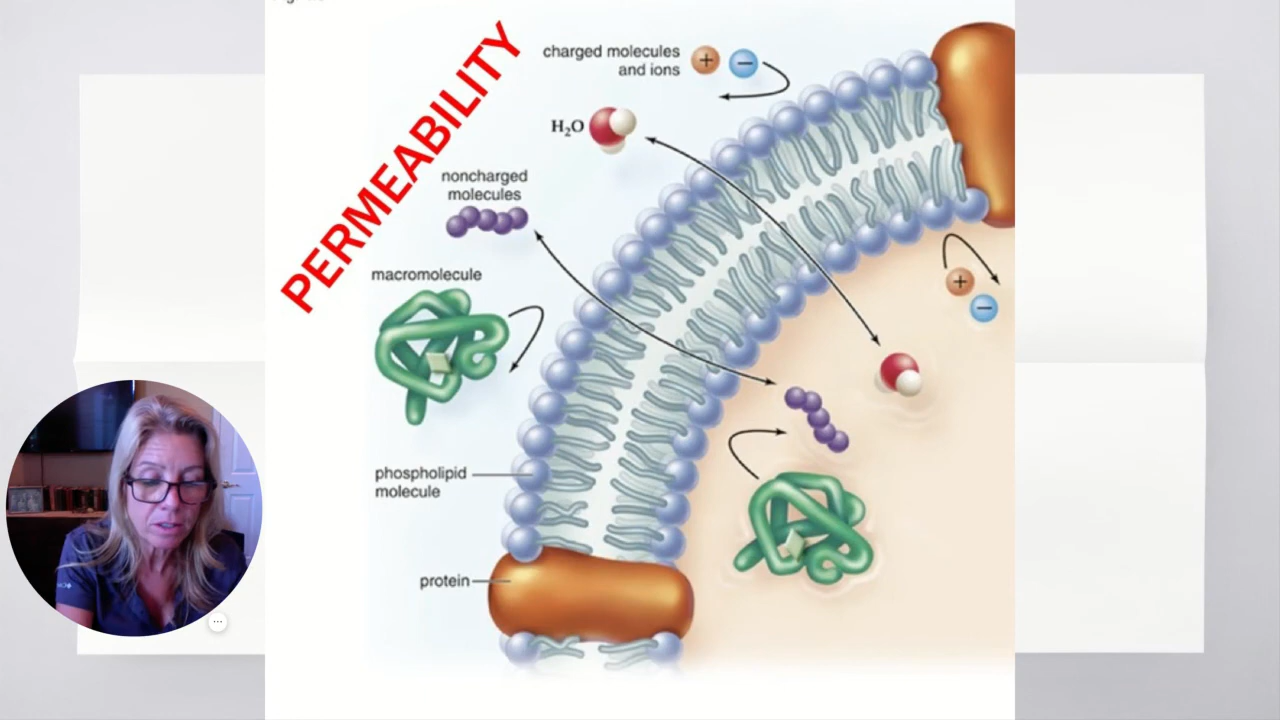 PERMEABILITY
charged molecules
and ions
+ −
H₂O
noncharged
molecules
macromolecule
+
−
phospholipid
molecule
protein